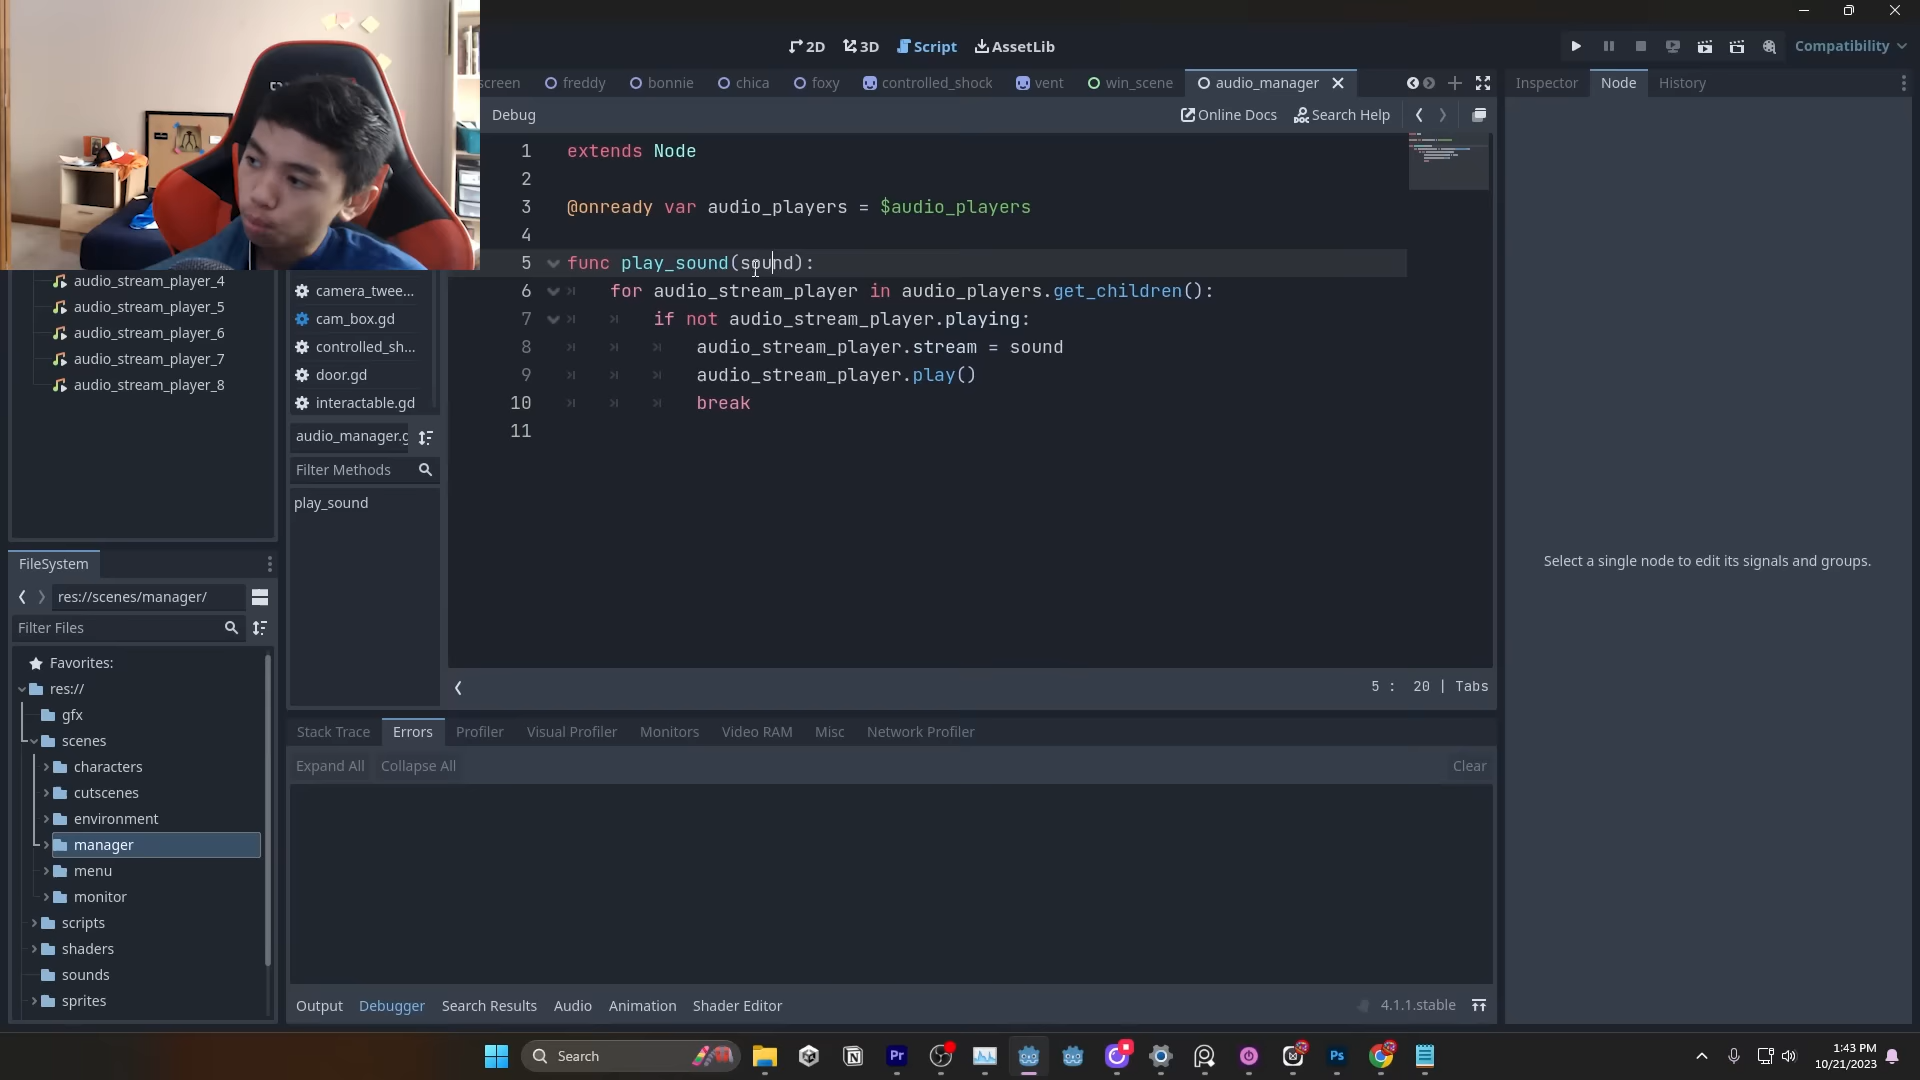 2D
3D
Script
AssetLib
Compatibility
screen
freddy
bonnie
chica
foxy
controlled_shock
vent
win_scene
audio_manager
Inspector
Node
History
Debug
Online Docs
Search Help
1 extends Node
2
3 @onready var audio_players = $audio_players
4
5 func play_sound(sound):
6 for audio_stream_player in audio_players.get_children():
7 if not audio_stream_player.playing:
8 audio_stream_player.stream = sound
9 audio_stream_player.play()
10 break
11
audio_stream_player_4
audio_stream_player_5
audio_stream_player_6
audio_stream_player_7
audio_stream_player_8
camera_twee...
cam_box.gd
controlled_sh...
door.gd
interactable.gd
audio_manager.g
Filter Methods
play_sound
Select a single node to edit its signals and groups.
5 : 20 | Tabs
FileSystem
res://scenes/manager/
Filter Files
Favorites:
res://
gfx
scenes
characters
cutscenes
environment
manager
menu
monitor
scripts
shaders
sounds
sprites
Stack Trace
Errors
Profiler
Visual Profiler
Monitors
Video RAM
Misc
Network Profiler
Expand All
Collapse All
Clear
Output
Debugger
Search Results
Audio
Animation
Shader Editor
4.1.1.stable
Search
Pr
Ps
1:43 PM
10/21/2023